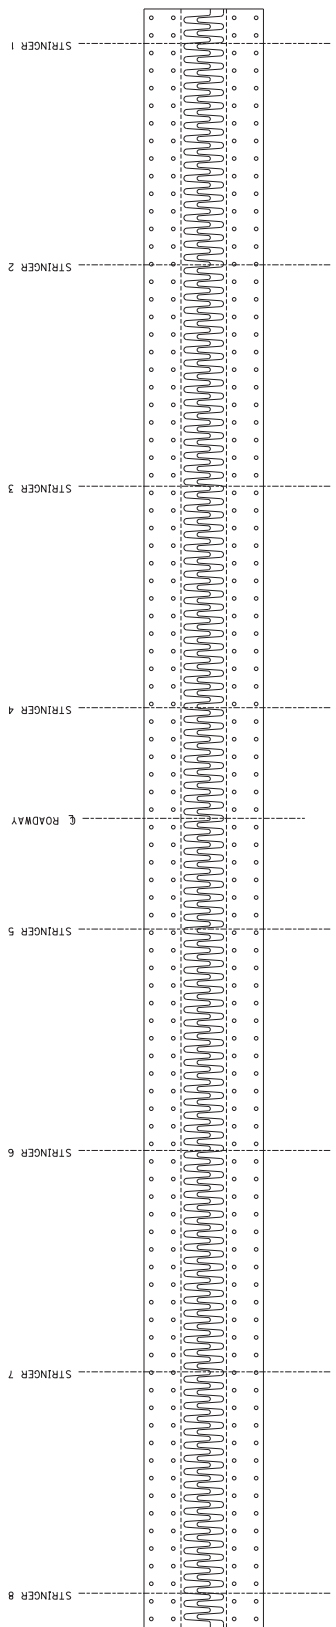 STRINGER 1
STRINGER 2
STRINGER 3
STRINGER 4
℄ ROADWAY
STRINGER 5
STRINGER 6
STRINGER 7
STRINGER 8